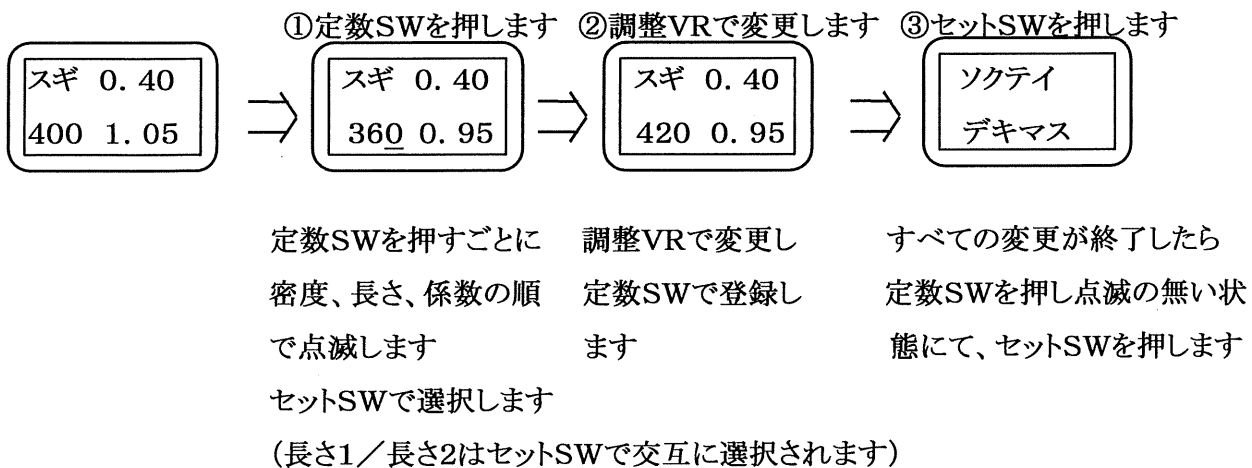 ①定数SWを押します ②調整VRで変更します ③セットSWを押します
スギ 0.40
400 1.05
スギ 0.40
360 0.95
スギ 0.40
420 0.95
ソクテイ
デキマス
定数SWを押すごとに
密度、長さ、係数の順
で点滅します
セットSWで選択します
(長さ1/長さ2はセットSWで交互に選択されます)
調整VRで変更し
定数SWで登録し
ます
すべての変更が終了したら
定数SWを押し点滅の無い状
態にて、セットSWを押します